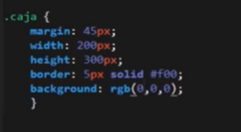 .caja {
margin: 45px;
width: 200px;
height: 300px;
border: 5px solid #f00;
background: rgb(0,0,0);
}